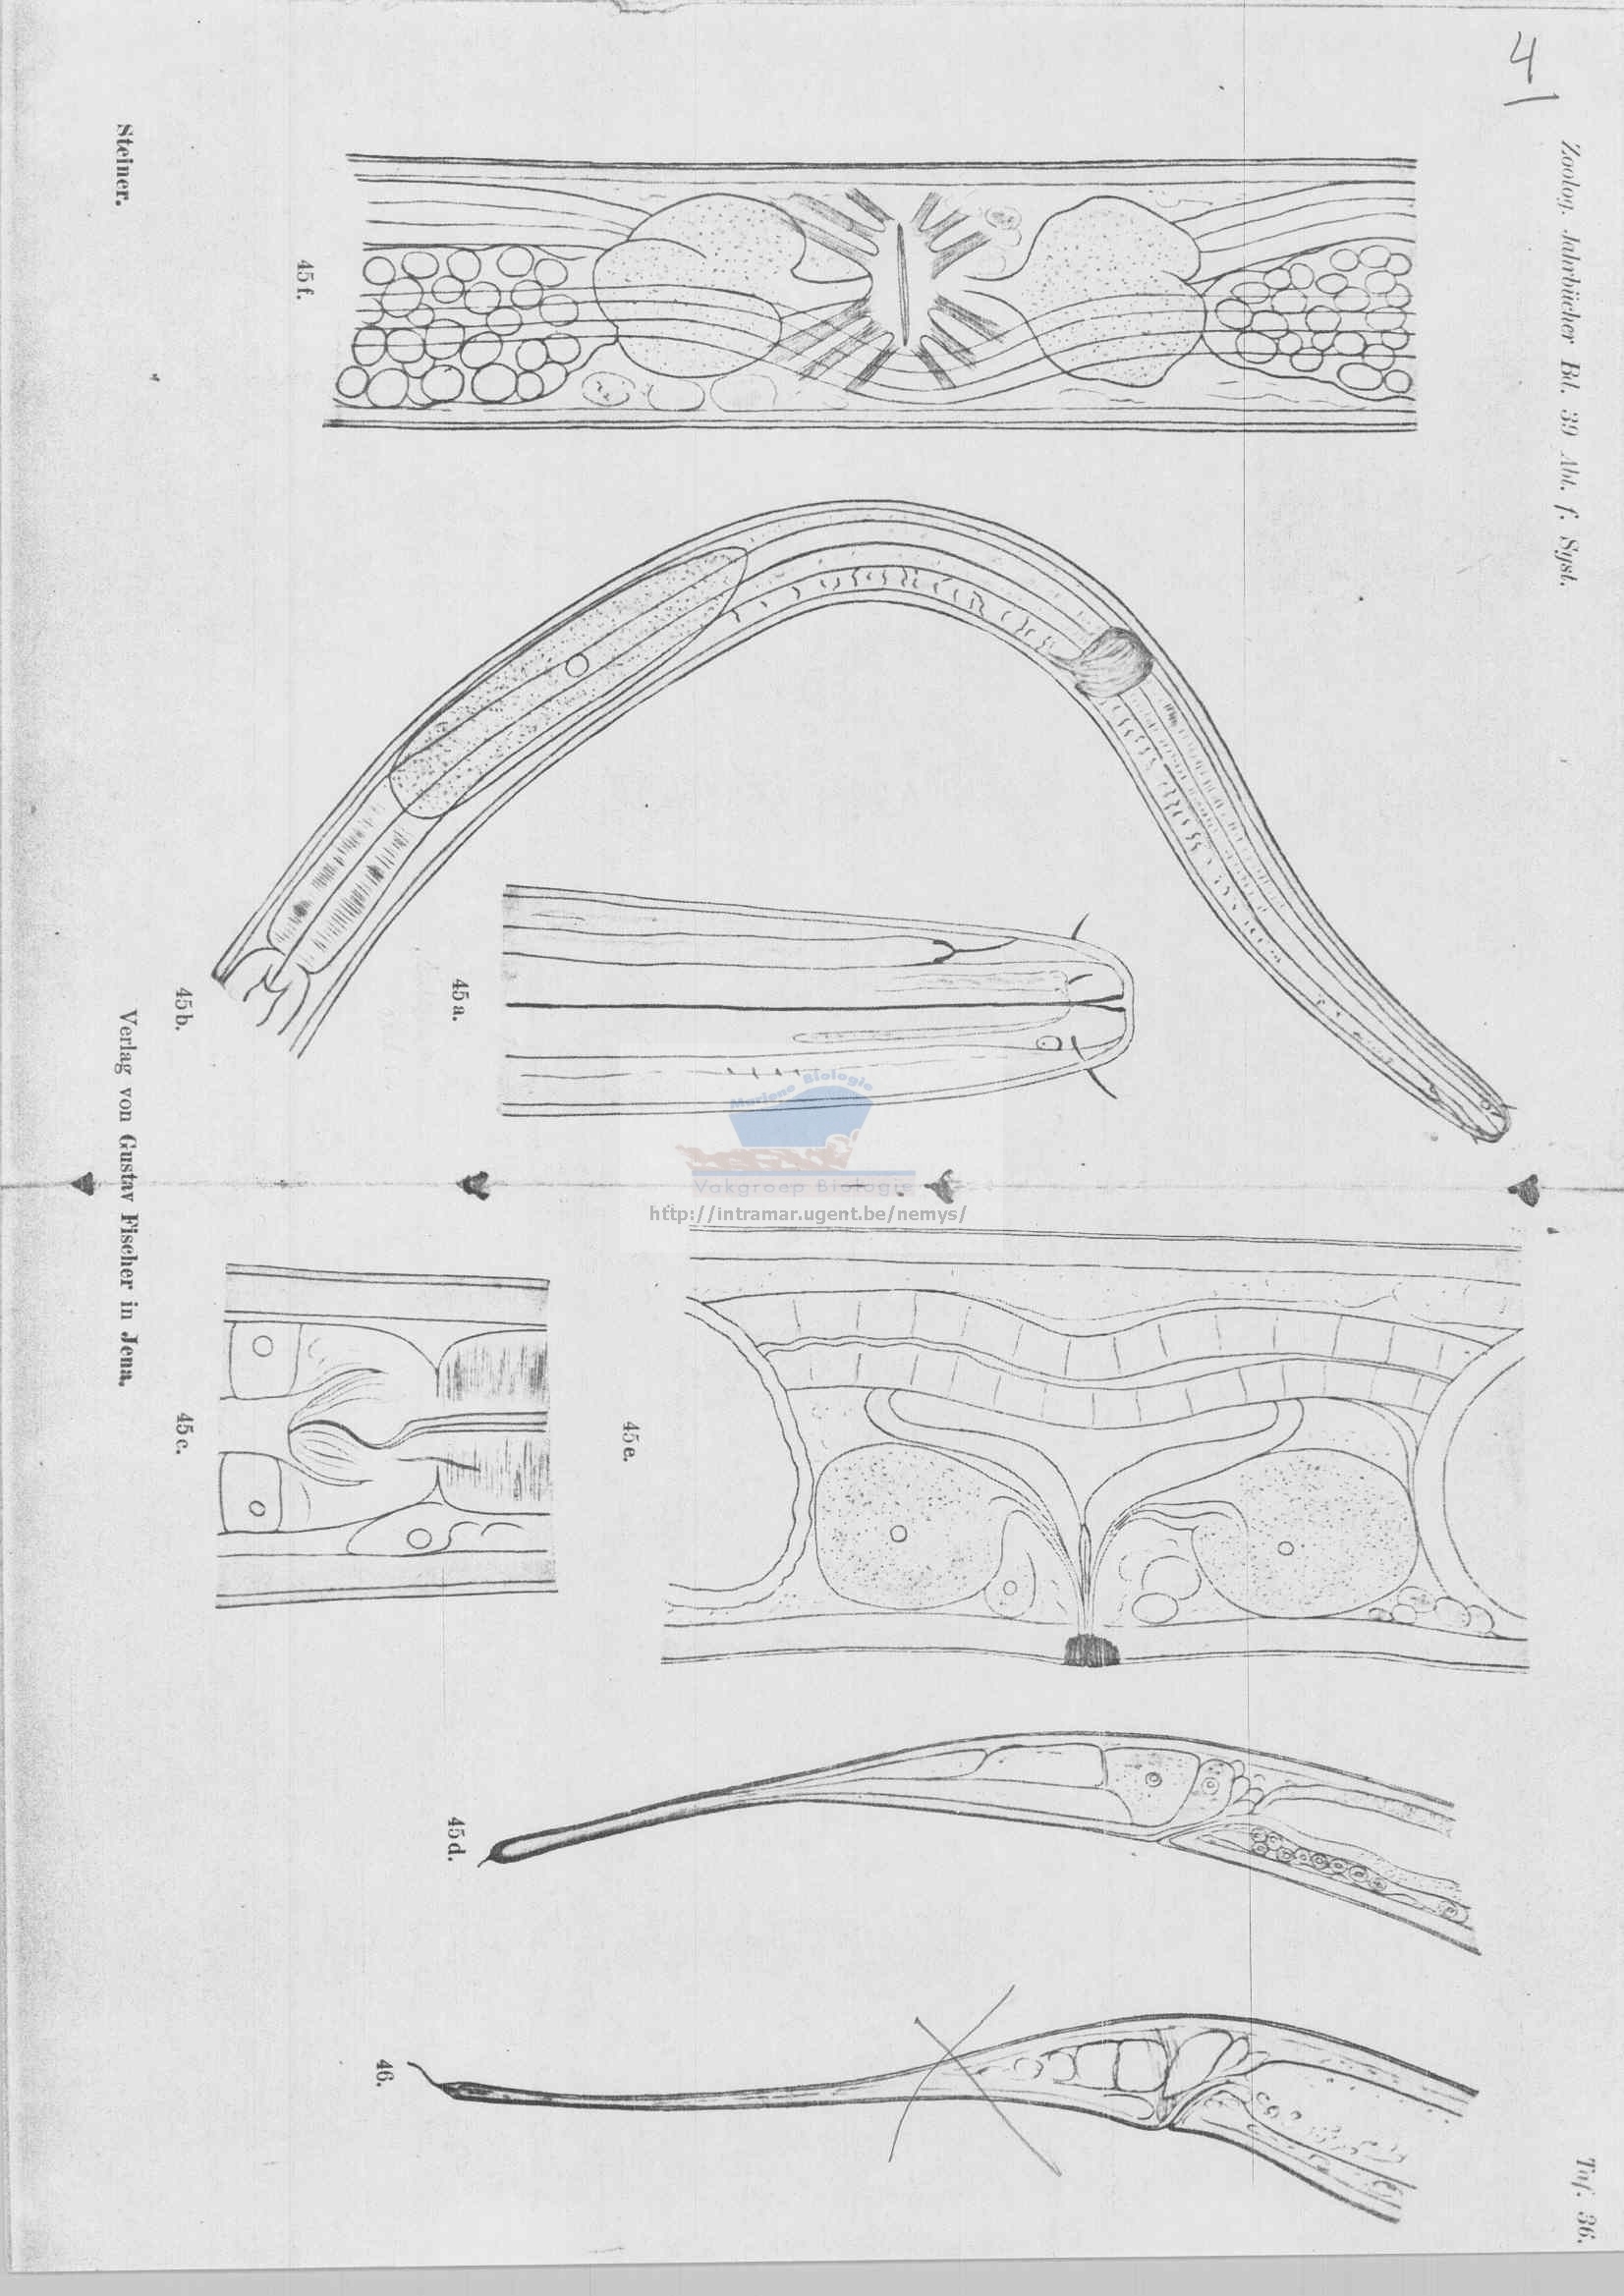 4
Zoolog. Jahrbücher Bd. 39 Abt. f. Syst.
Taf. 36.
45 f.
45 b.
45 a.
45 e.
45 c.
45 d.
46.
Mariene Biologie
Vakgroep Biologie
http://intramar.ugent.be/nemys/
Steiner.
Verlag von Gustav Fischer in Jena.